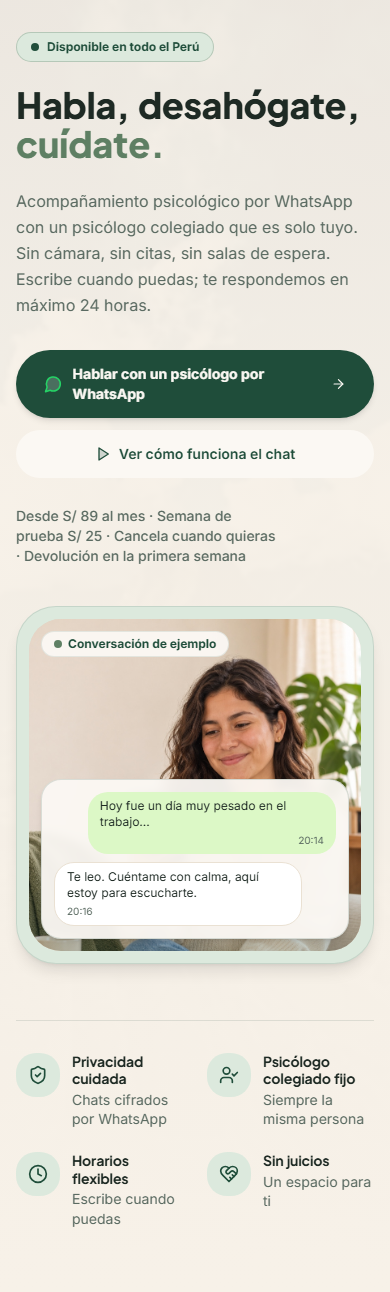 Disponible en todo el Perú
Habla, desahógate,
cuídate.
Acompañamiento psicológico por WhatsApp
con un psicólogo colegiado que es solo tuyo.
Sin cámara, sin citas, sin salas de espera.
Escribe cuando puedas; te respondemos en
máximo 24 horas.
Hablar con un psicólogo por
WhatsApp
Ver cómo funciona el chat
Desde S/ 89 al mes · Semana de
prueba S/ 25 · Cancela cuando quieras
· Devolución en la primera semana
Conversación de ejemplo
Hoy fue un día muy pesado en el
trabajo...
20:14
Te leo. Cuéntame con calma, aquí
estoy para escucharte.
20:16
Privacidad
cuidada
Chats cifrados
por WhatsApp
Psicólogo
colegiado fijo
Siempre la
misma persona
Horarios
flexibles
Escribe cuando
puedas
Sin juicios
Un espacio para
ti